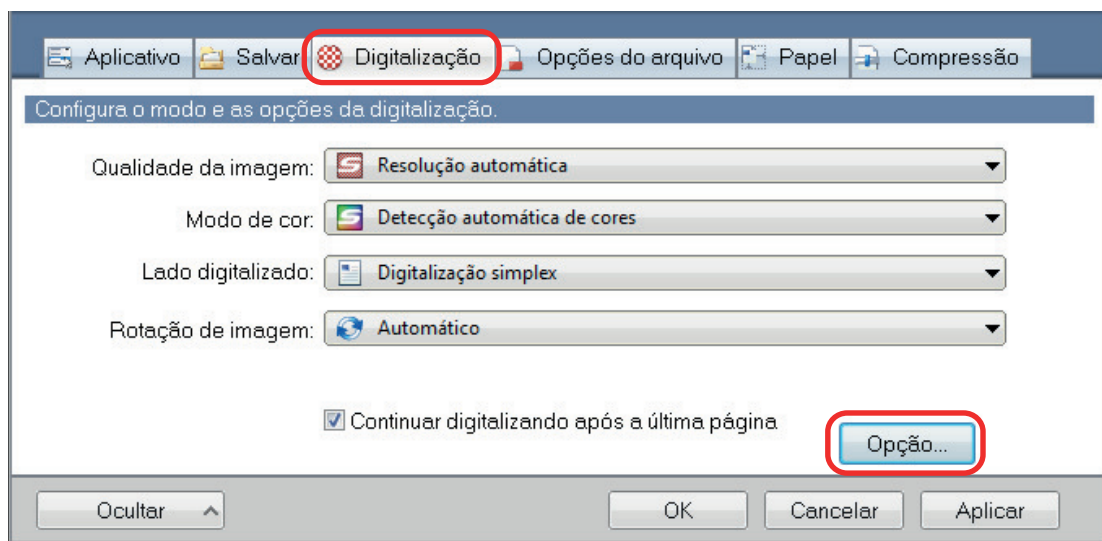 Aplicativo Salvar Digitalização Opções do arquivo Papel Compressão
Configura o modo e as opções da digitalização.
Qualidade da imagem: Resolução automática
Modo de cor: Detecção automática de cores
Lado digitalizado: Digitalização simplex
Rotação de imagem: Automático
Continuar digitalizando após a última página
Opção...
Ocultar OK Cancelar Aplicar